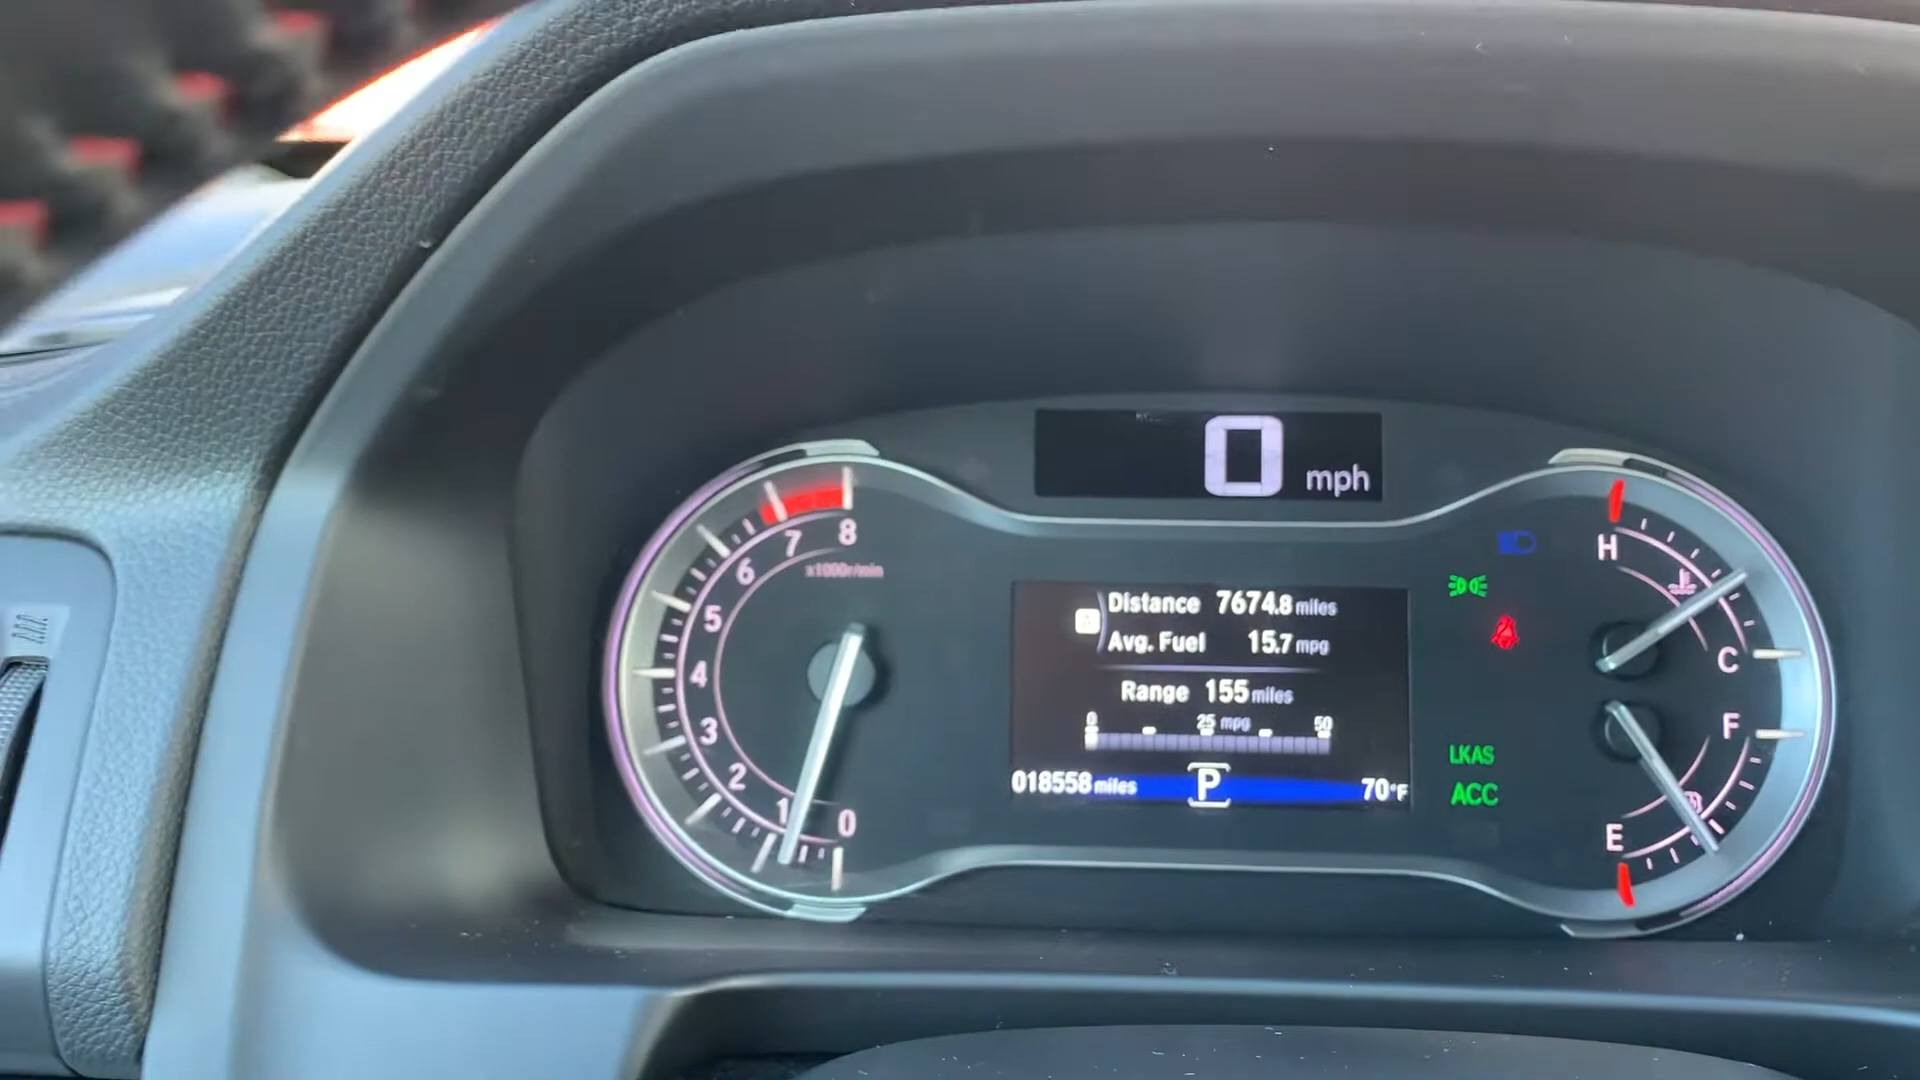 0 mph
8
7
6
5
4
3
2
1
0
x1000r/min
Distance 7674.8 miles
Avg. Fuel 15.7 mpg
Range 155 miles
0 25 mpg 50
018558 miles P 70°F
LKAS
ACC
H
C
F
E